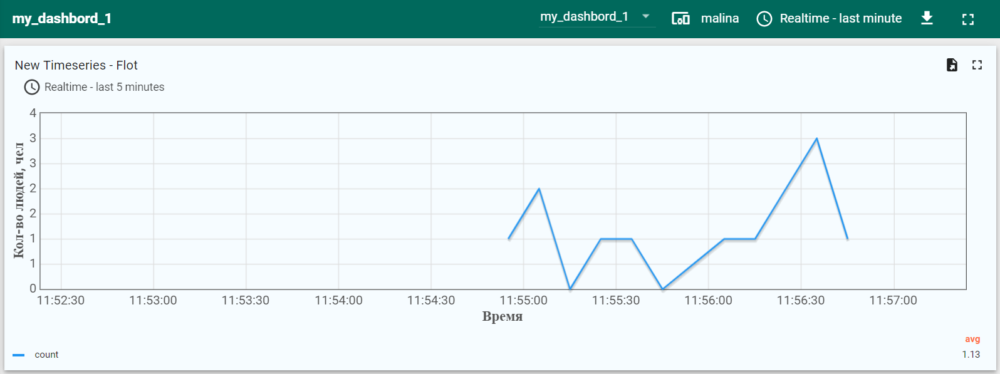 my_dashbord_1
my_dashbord_1
malina
Realtime - last minute
New Timeseries - Flot
Realtime - last 5 minutes
Кол-во людей, чел
4
3
3
2
2
1
1
0
11:52:30 11:53:00 11:53:30 11:54:00 11:54:30 11:55:00 11:55:30 11:56:00 11:56:30 11:57:00
Время
avg
count 1.13